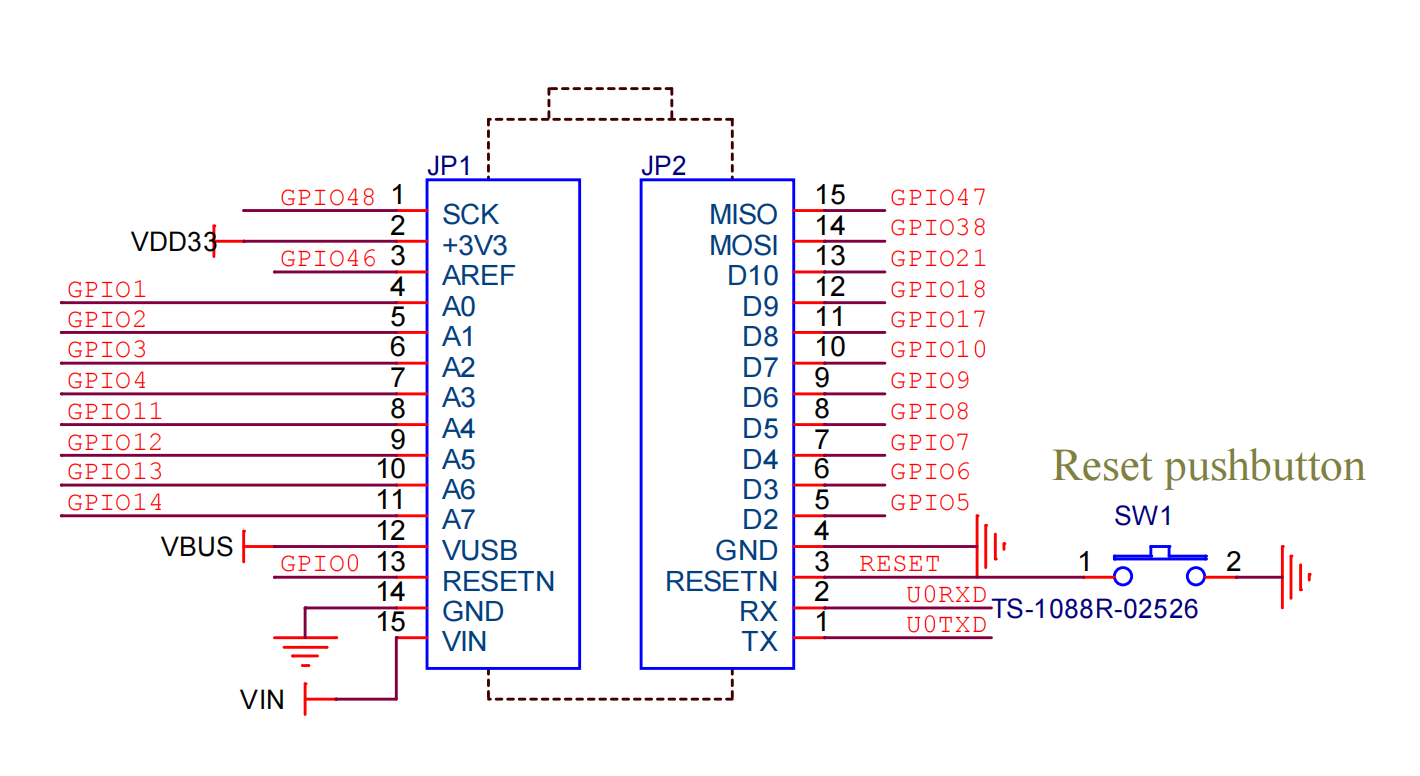 JP1
GPIO48 1 SCK
VDD33 2 +3V3
GPIO46 3 AREF
GPIO1 4 A0
GPIO2 5 A1
GPIO3 6 A2
GPIO4 7 A3
GPIO11 8 A4
GPIO12 9 A5
GPIO13 10 A6
GPIO14 11 A7
VBUS 12 VUSB
GPIO0 13 RESETN
14 GND
15 VIN
VIN
JP2
MISO 15 GPIO47
MOSI 14 GPIO38
D10 13 GPIO21
D9 12 GPIO18
D8 11 GPIO17
D7 10 GPIO10
D6 9 GPIO9
D5 8 GPIO8
D4 7 GPIO7
D3 6 GPIO6
D2 5 GPIO5
GND 4
RESETN 3 RESET
RX 2 U0RXD
TX 1 U0TXD
Reset pushbutton
SW1
1 2
TS-1088R-02526